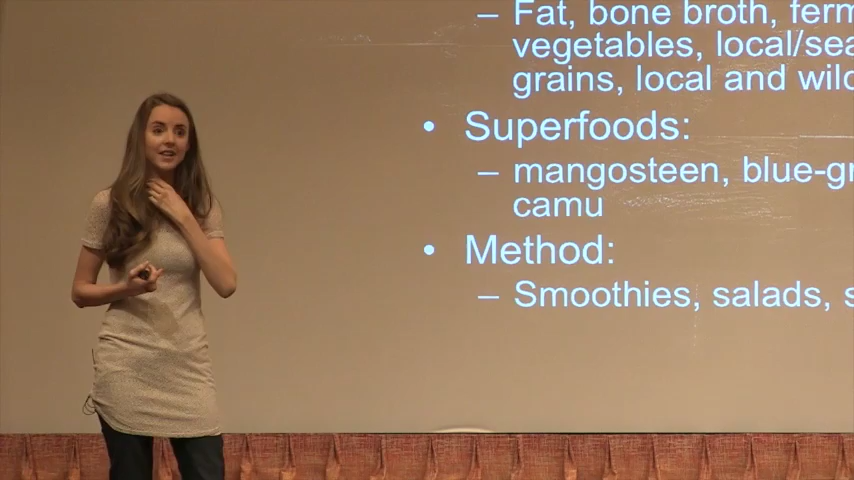 – Fat, bone broth,
vegetables,
grains, local and
• Superfoods:
– mangosteen,
camu
• Method:
– Smoothies, salads,